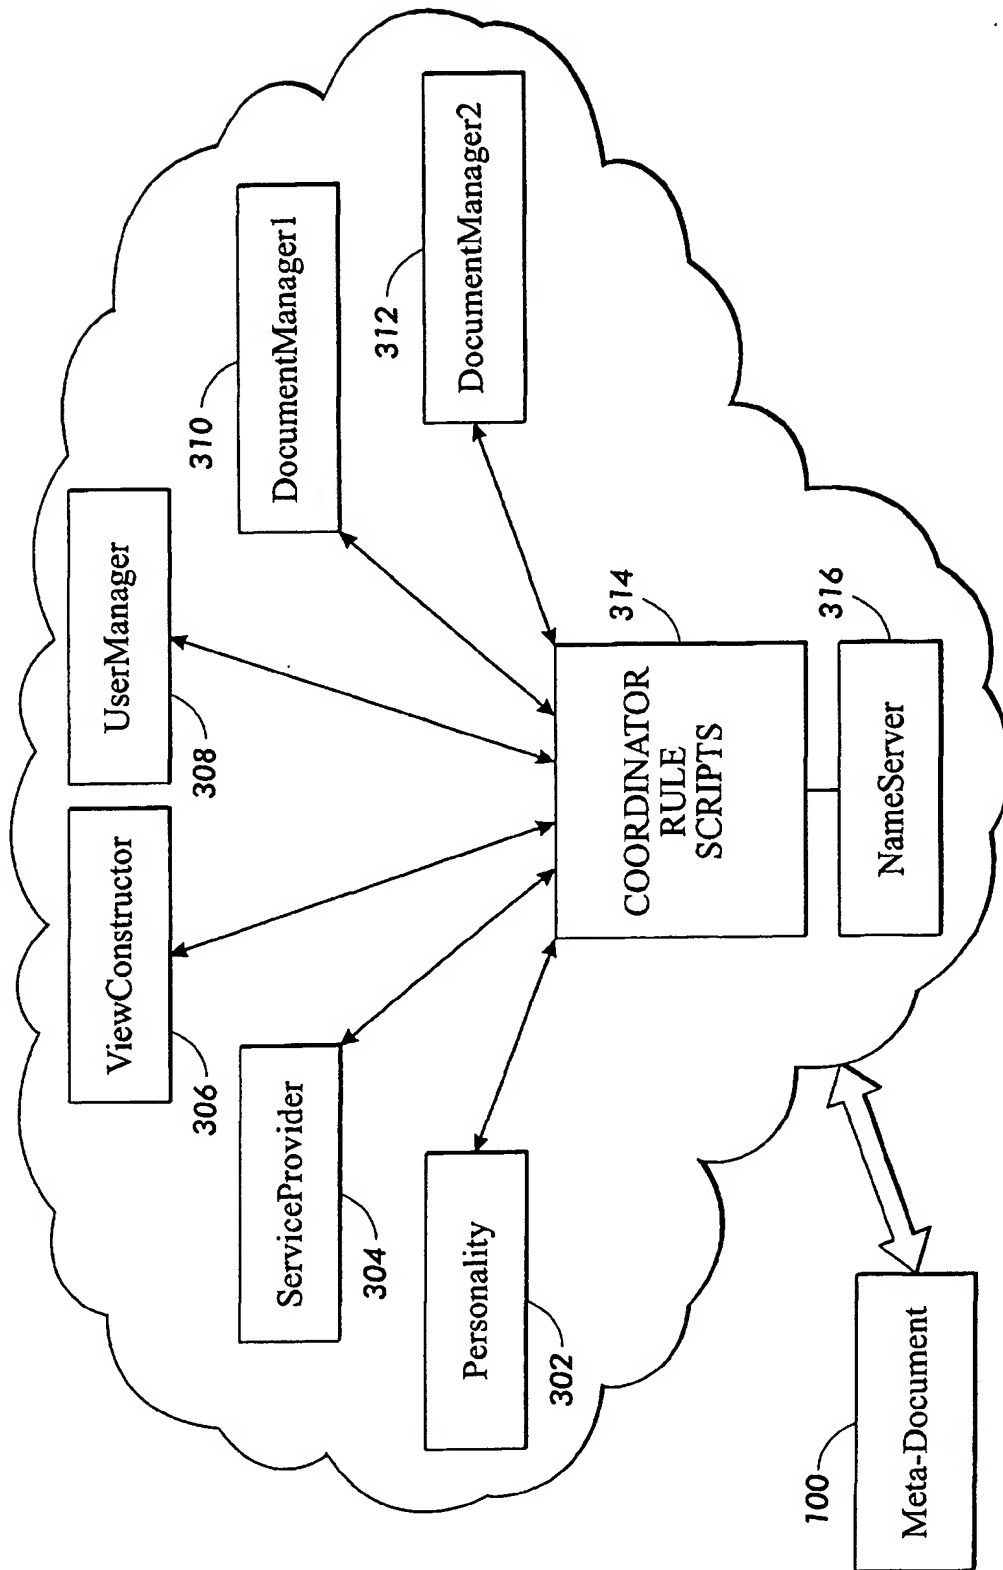 ViewConstructor
306
UserManager
308
ServiceProvider
304
DocumentManager1
310
Personality
302
DocumentManager2
312
COORDINATOR
RULE
SCRIPTS
314
NameServer
316
Meta-Document
100